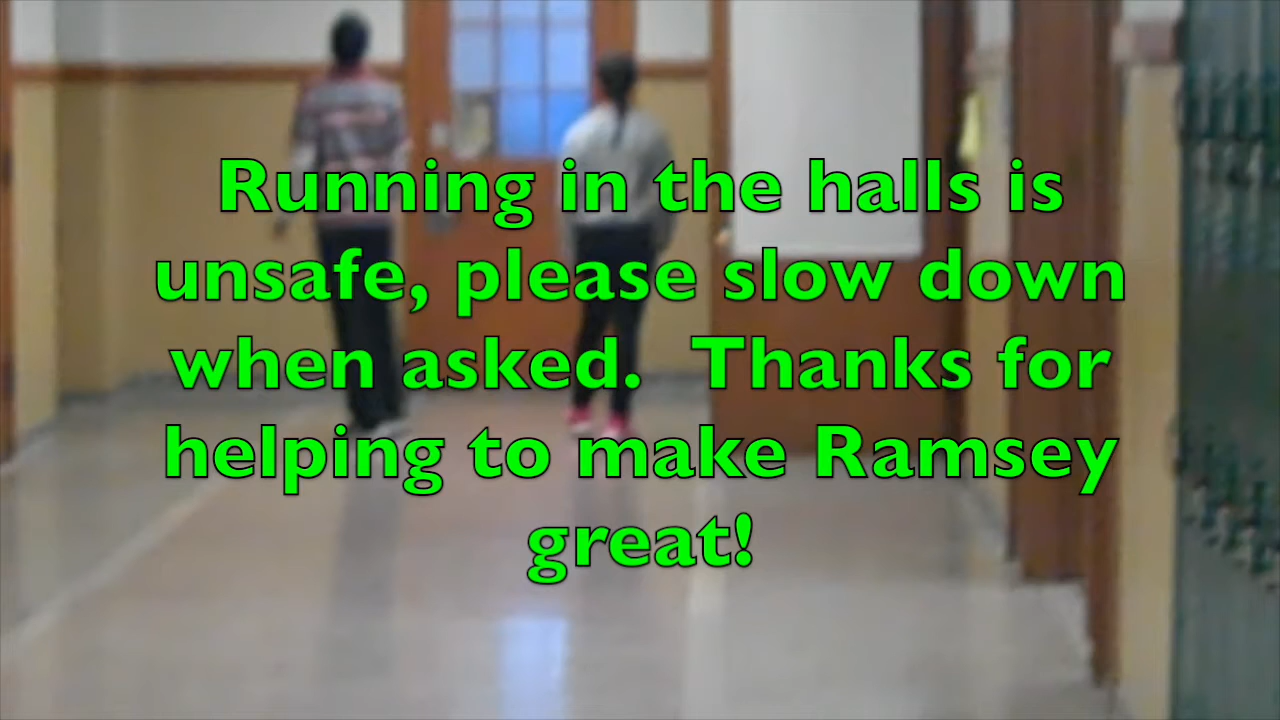 Running in the halls is
unsafe, please slow down
when asked.  Thanks for
helping to make Ramsey
great!